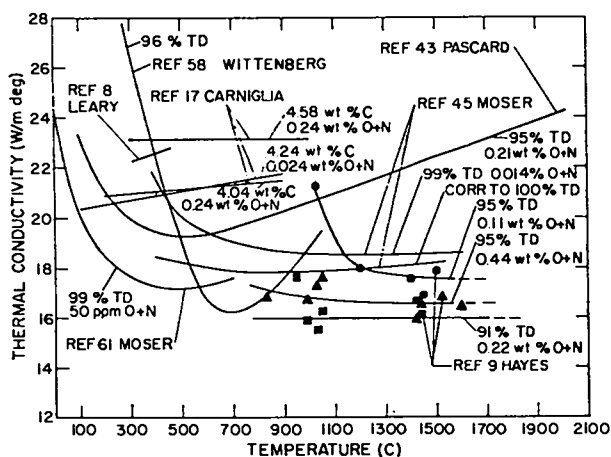 THERMAL CONDUCTIVITY (W/m deg)
28
26
24
22
20
18
16
14
12
96 % TD
REF 58 WITTENBERG
REF 43 PASCARD
REF 8
LEARY
REF 17 CARNIGLIA
REF 45 MOSER
4.58 wt %C
0.24 wt % O+N
4.24 wt %C
0.024 wt % O+N
4.04 wt %C
0.24 wt % O+N
95% TD
0.21 wt % O+N
99% TD 0.014% O+N
CORR TO 100% TD
95% TD
0.11 wt % O+N
95% TD
0.44 wt % O+N
99 % TD
50 ppm O+N
REF 61 MOSER
91% TD
0.22 wt % O+N
REF 9 HAYES
100 300 500 700 900 1100 1300 1500 1700 1900 2100
TEMPERATURE (C)